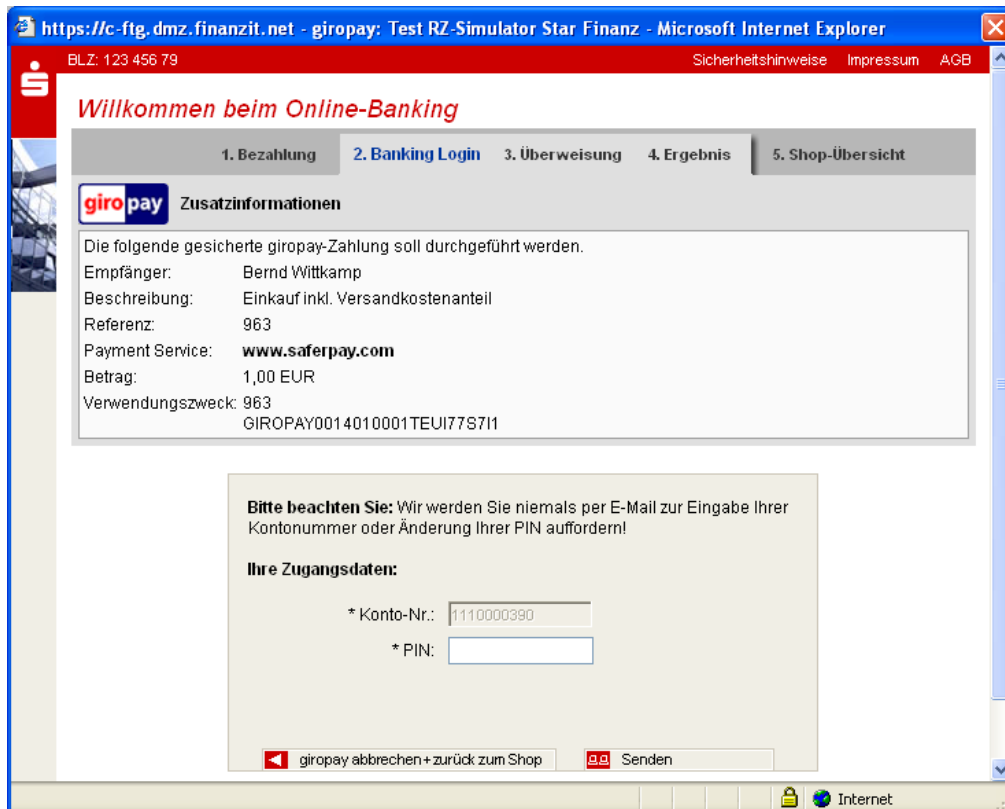 https://c-ftg.dmz.finanzit.net - giropay: Test RZ-Simulator Star Finanz - Microsoft Internet Explorer
BLZ: 123 456 79 Sicherheitshinweise Impressum AGB
Willkommen beim Online-Banking
1. Bezahlung 2. Banking Login 3. Überweisung 4. Ergebnis 5. Shop-Übersicht
giropay Zusatzinformationen
Die folgende gesicherte giropay-Zahlung soll durchgeführt werden.
Empfänger: Bernd Wittkamp
Beschreibung: Einkauf inkl. Versandkostenanteil
Referenz: 963
Payment Service: www.saferpay.com
Betrag: 1,00 EUR
Verwendungszweck: 963
GIROPAY0014010001TEUI77S7I1
Bitte beachten Sie: Wir werden Sie niemals per E-Mail zur Eingabe Ihrer
Kontonummer oder Änderung Ihrer PIN auffordern!
Ihre Zugangsdaten:
* Konto-Nr.: 1110000390
* PIN:
giropay abbrechen+zurück zum Shop Senden
Internet